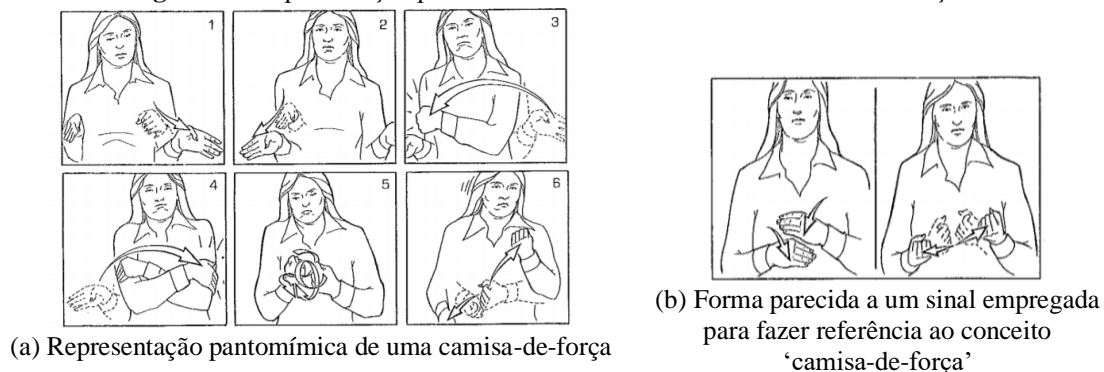 1
2
3
4
5
6
(a) Representação pantomímica de uma camisa-de-força
(b) Forma parecida a um sinal empregada
para fazer referência ao conceito
‘camisa-de-força’